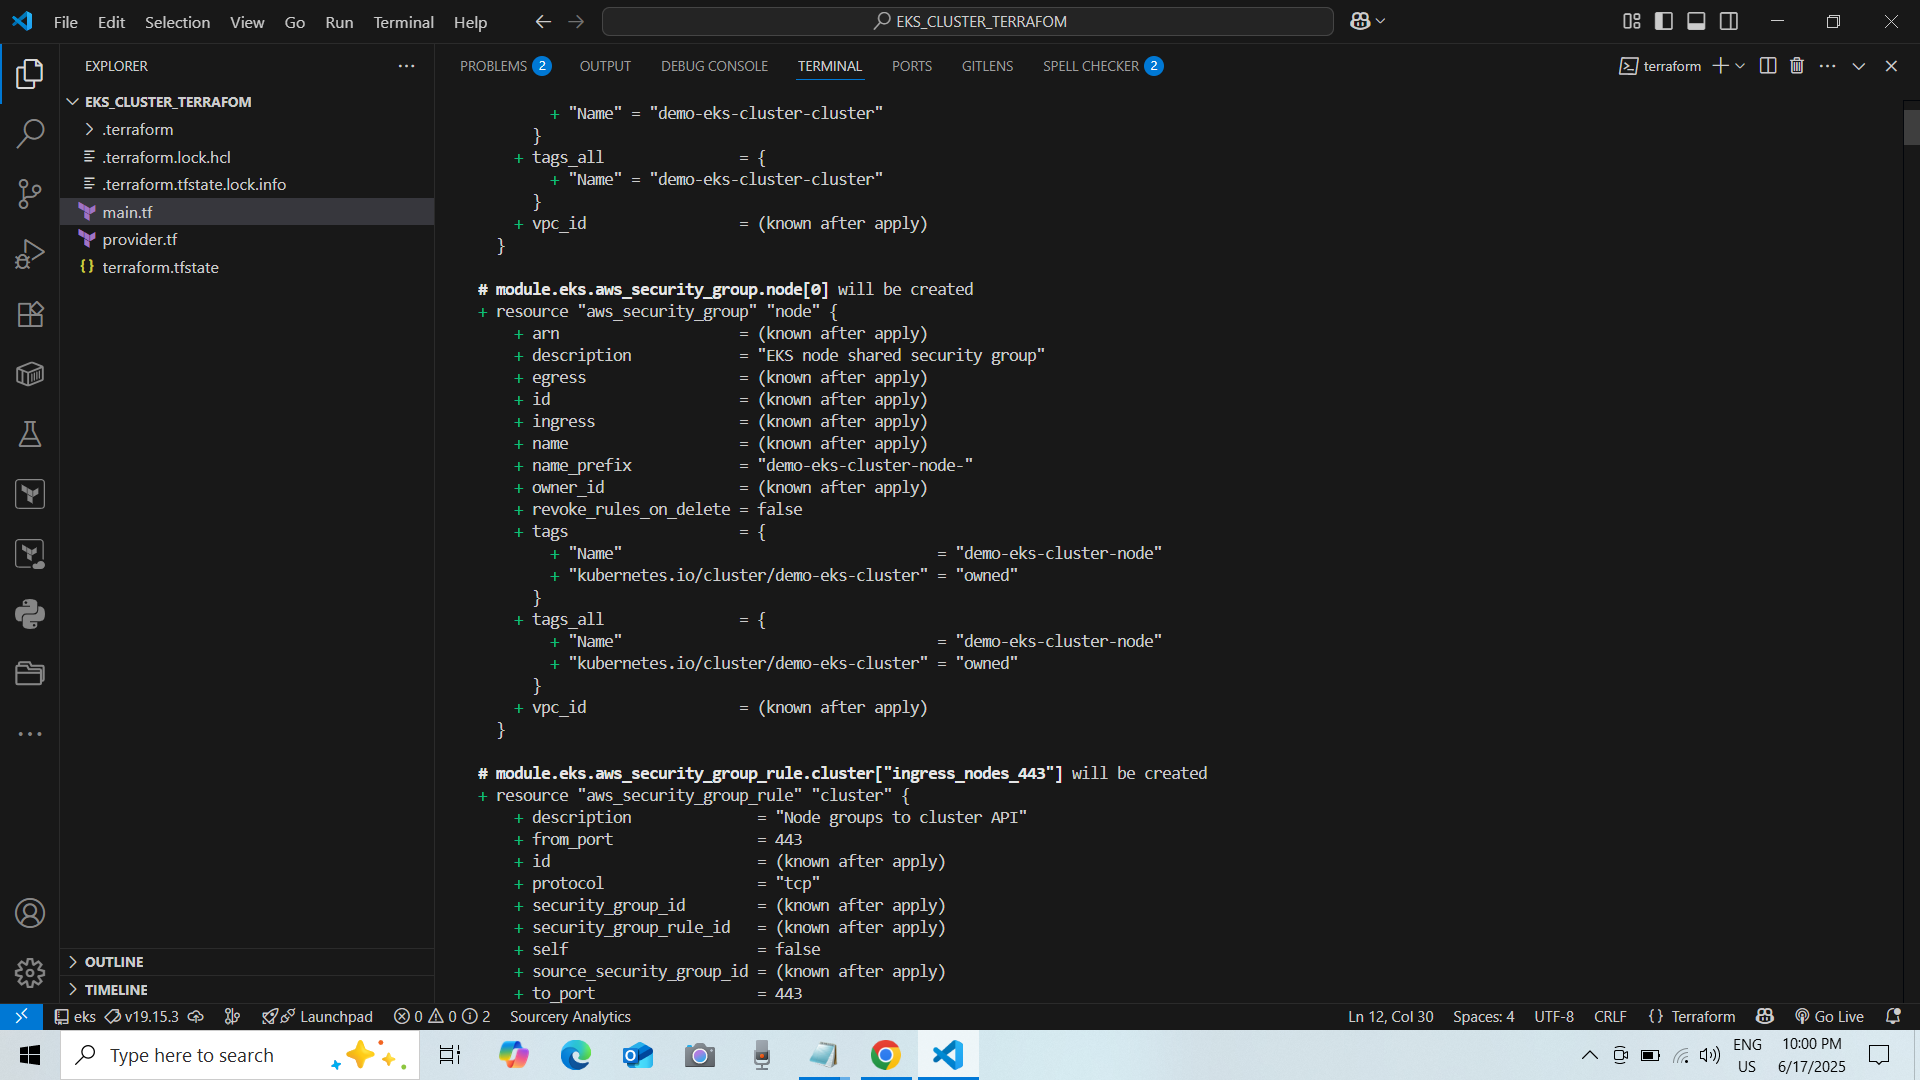 File Edit Selection View Go Run Terminal Help
EKS_CLUSTER_TERRAFOM
EXPLORER
EKS_CLUSTER_TERRAFOM
.terraform
.terraform.lock.hcl
.terraform.tfstate.lock.info
main.tf
provider.tf
{} terraform.tfstate
OUTLINE
TIMELINE
PROBLEMS 2 OUTPUT DEBUG CONSOLE TERMINAL PORTS GITLENS SPELL CHECKER 2
terraform
+ "Name" = "demo-eks-cluster-cluster"
}
+ tags_all = {
+ "Name" = "demo-eks-cluster-cluster"
}
+ vpc_id = (known after apply)
}
# module.eks.aws_security_group.node[0] will be created
+ resource "aws_security_group" "node" {
+ arn = (known after apply)
+ description = "EKS node shared security group"
+ egress = (known after apply)
+ id = (known after apply)
+ ingress = (known after apply)
+ name = (known after apply)
+ name_prefix = "demo-eks-cluster-node-"
+ owner_id = (known after apply)
+ revoke_rules_on_delete = false
+ tags = {
+ "Name" = "demo-eks-cluster-node"
+ "kubernetes.io/cluster/demo-eks-cluster" = "owned"
}
+ tags_all = {
+ "Name" = "demo-eks-cluster-node"
+ "kubernetes.io/cluster/demo-eks-cluster" = "owned"
}
+ vpc_id = (known after apply)
}
# module.eks.aws_security_group_rule.cluster["ingress_nodes_443"] will be created
+ resource "aws_security_group_rule" "cluster" {
+ description = "Node groups to cluster API"
+ from_port = 443
+ id = (known after apply)
+ protocol = "tcp"
+ security_group_id = (known after apply)
+ security_group_rule_id = (known after apply)
+ self = false
+ source_security_group_id = (known after apply)
+ to_port = 443
eks v19.15.3 Launchpad 0 0 2 Sourcery Analytics Ln 12, Col 30 Spaces: 4 UTF-8 CRLF {} Terraform Go Live
Type here to search
ENG
US
10:00 PM
6/17/2025